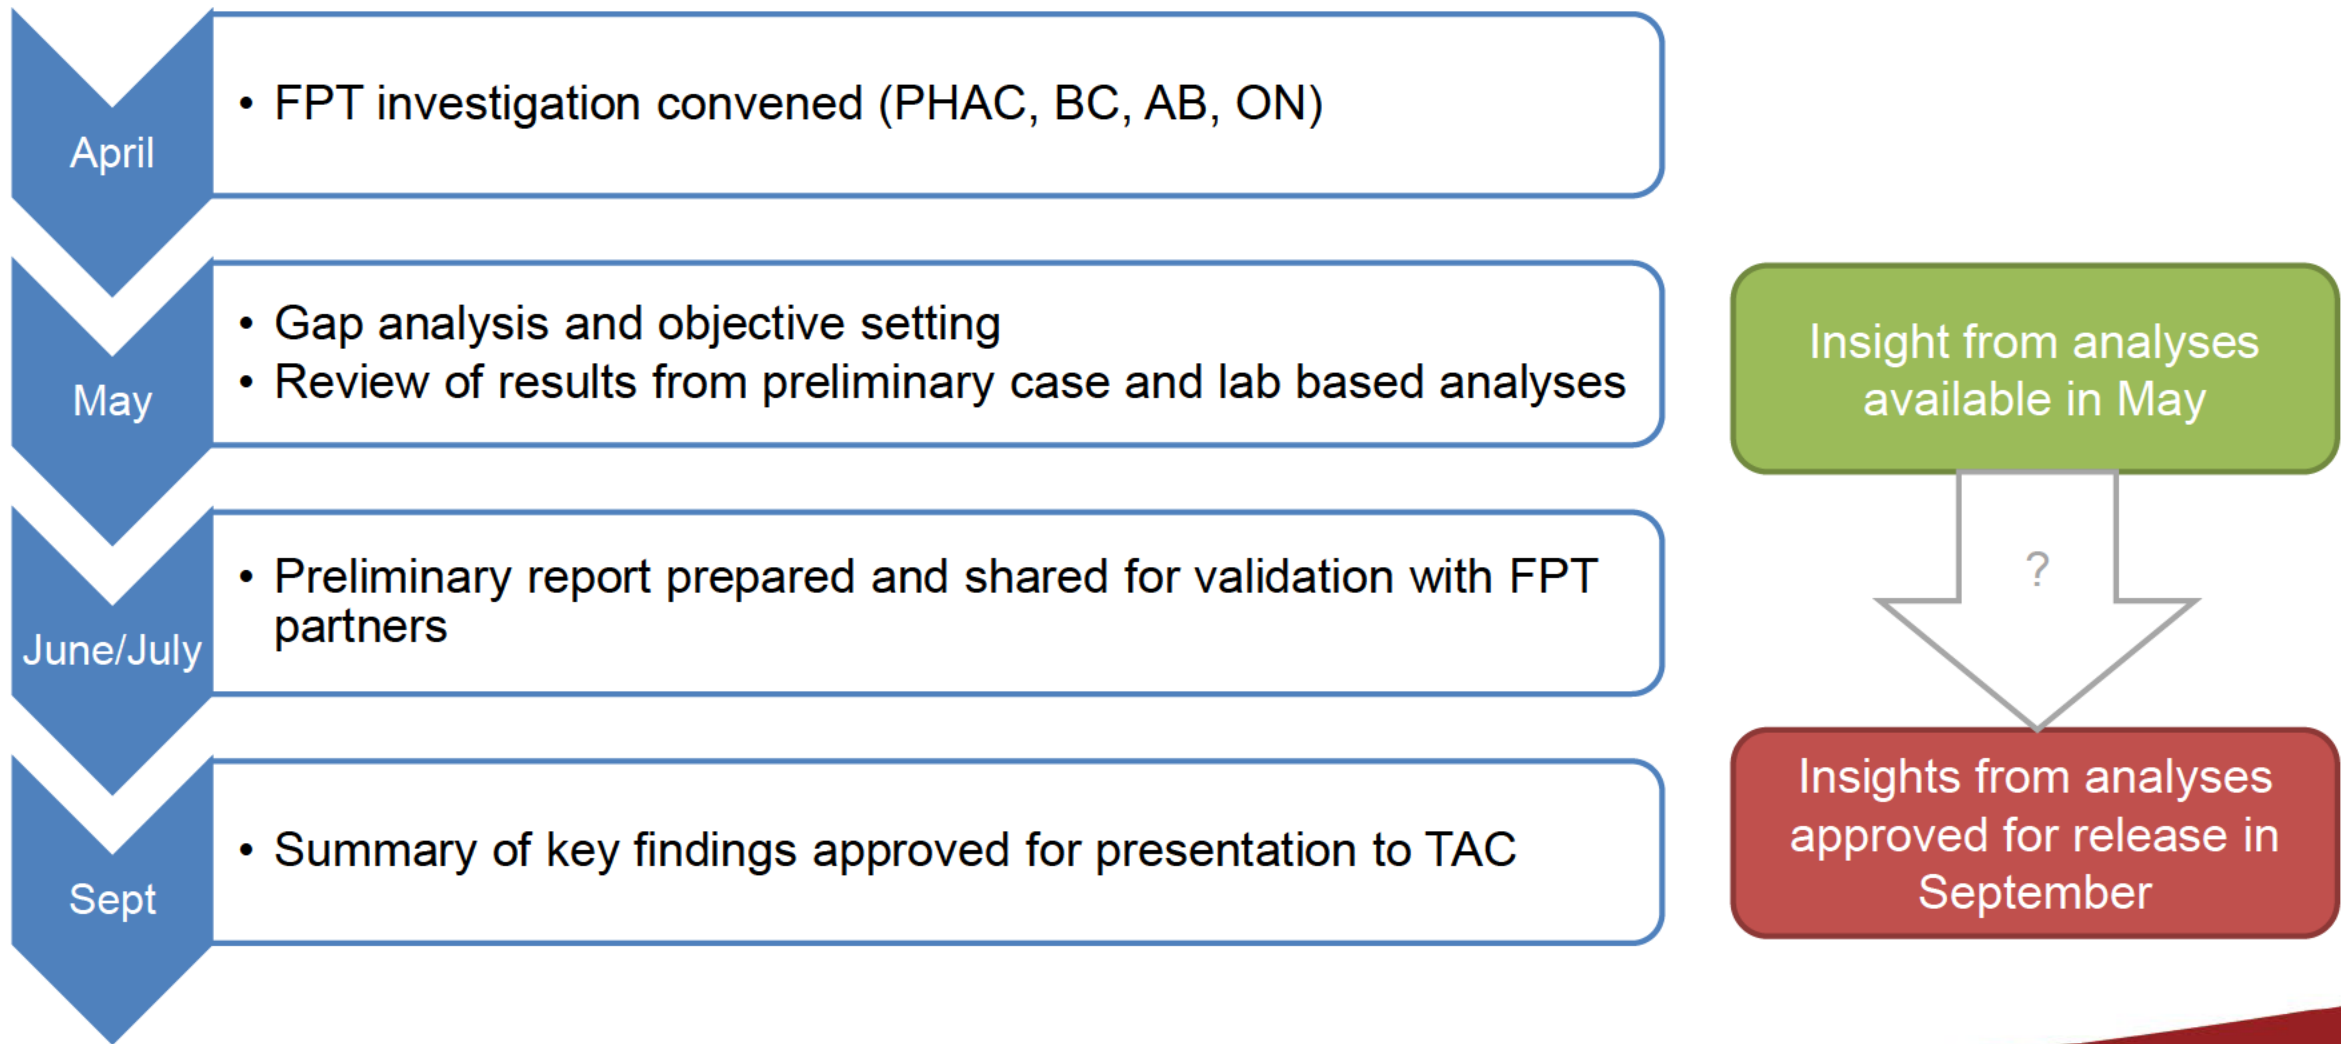 April
• FPT investigation convened (PHAC, BC, AB, ON)
May
• Gap analysis and objective setting
• Review of results from preliminary case and lab based analyses
June/July
• Preliminary report prepared and shared for validation with FPT
partners
Sept
• Summary of key findings approved for presentation to TAC
Insight from analyses
available in May
?
Insights from analyses
approved for release in
September